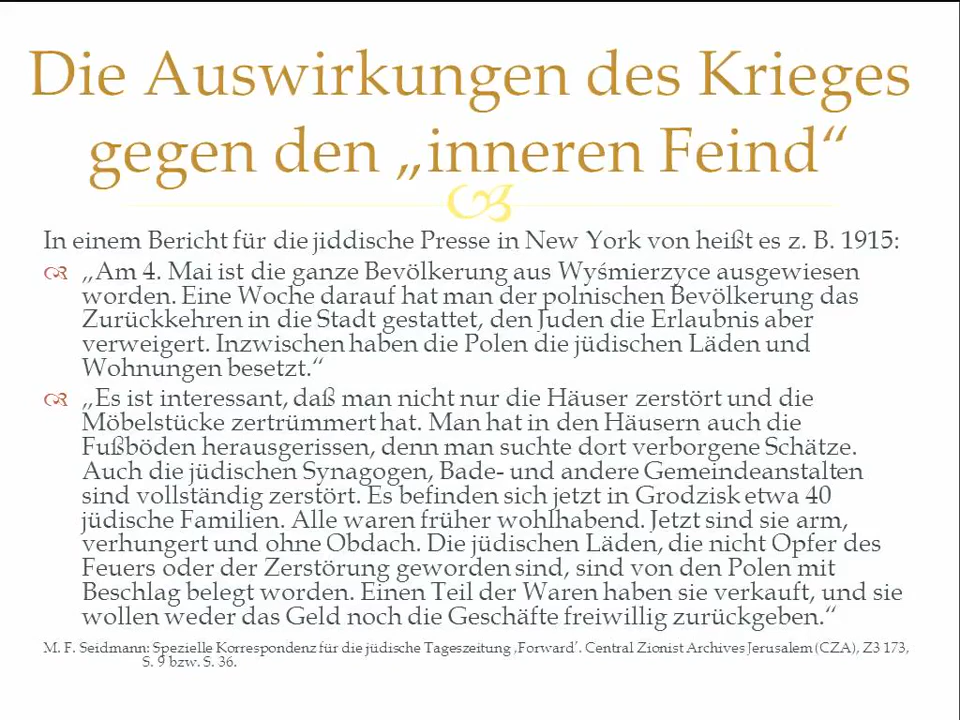 Die Auswirkungen des Krieges
gegen den „inneren Feind“
In einem Bericht für die jiddische Presse in New York von heißt es z. B. 1915:
„Am 4. Mai ist die ganze Bevölkerung aus Wyśmierzyce ausgewiesen
worden. Eine Woche darauf hat man der polnischen Bevölkerung das
Zurückkehren in die Stadt gestattet, den Juden die Erlaubnis aber
verweigert. Inzwischen haben die Polen die jüdischen Läden und
Wohnungen besetzt.“
„Es ist interessant, daß man nicht nur die Häuser zerstört und die
Möbelstücke zertrümmert hat. Man hat in den Häusern auch die
Fußböden herausgerissen, denn man suchte dort verborgene Schätze.
Auch die jüdischen Synagogen, Bade- und andere Gemeindeanstalten
sind vollständig zerstört. Es befinden sich jetzt in Grodzisk etwa 40
jüdische Familien. Alle waren früher wohlhabend. Jetzt sind sie arm,
verhungert und ohne Obdach. Die jüdischen Läden, die nicht Opfer des
Feuers oder der Zerstörung geworden sind, sind von den Polen mit
Beschlag belegt worden. Einen Teil der Waren haben sie verkauft, und sie
wollen weder das Geld noch die Geschäfte freiwillig zurückgeben.“
M. F. Seidmann: Spezielle Korrespondenz für die jüdische Tageszeitung ‚Forward’. Central Zionist Archives Jerusalem (CZA), Z3 173,
S. 9 bzw. S. 36.